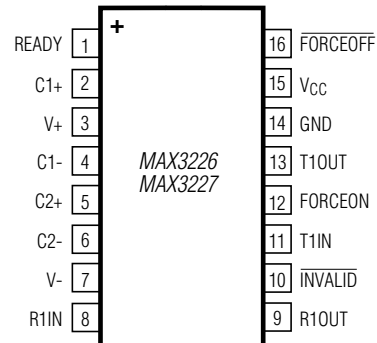 +
READY 1
C1+ 2
V+ 3
C1- 4
C2+ 5
C2- 6
V- 7
R1IN 8
MAX3226
MAX3227
16 FORCEOFF
15 VCC
14 GND
13 T1OUT
12 FORCEON
11 T1IN
10 INVALID
9 R1OUT